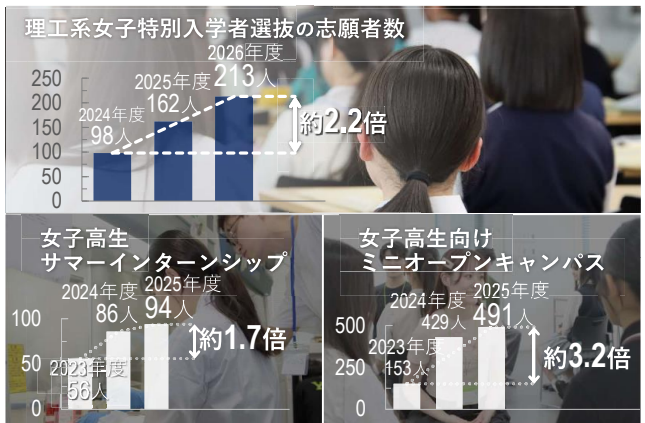 理工系女子特別入学者選抜の志願者数
2026年度
213人
2025年度
162人
2024年度
98人
250
200
150
100
50
0
約2.2倍
女子高生
サマーインターンシップ
2024年度
86人
2025年度
94人
2023年度
56人
100
50
0
約1.7倍
女子高生向け
ミニオープンキャンパス
2025年度
491人
2024年度
429人
2023年度
153人
500
250
0
約3.2倍